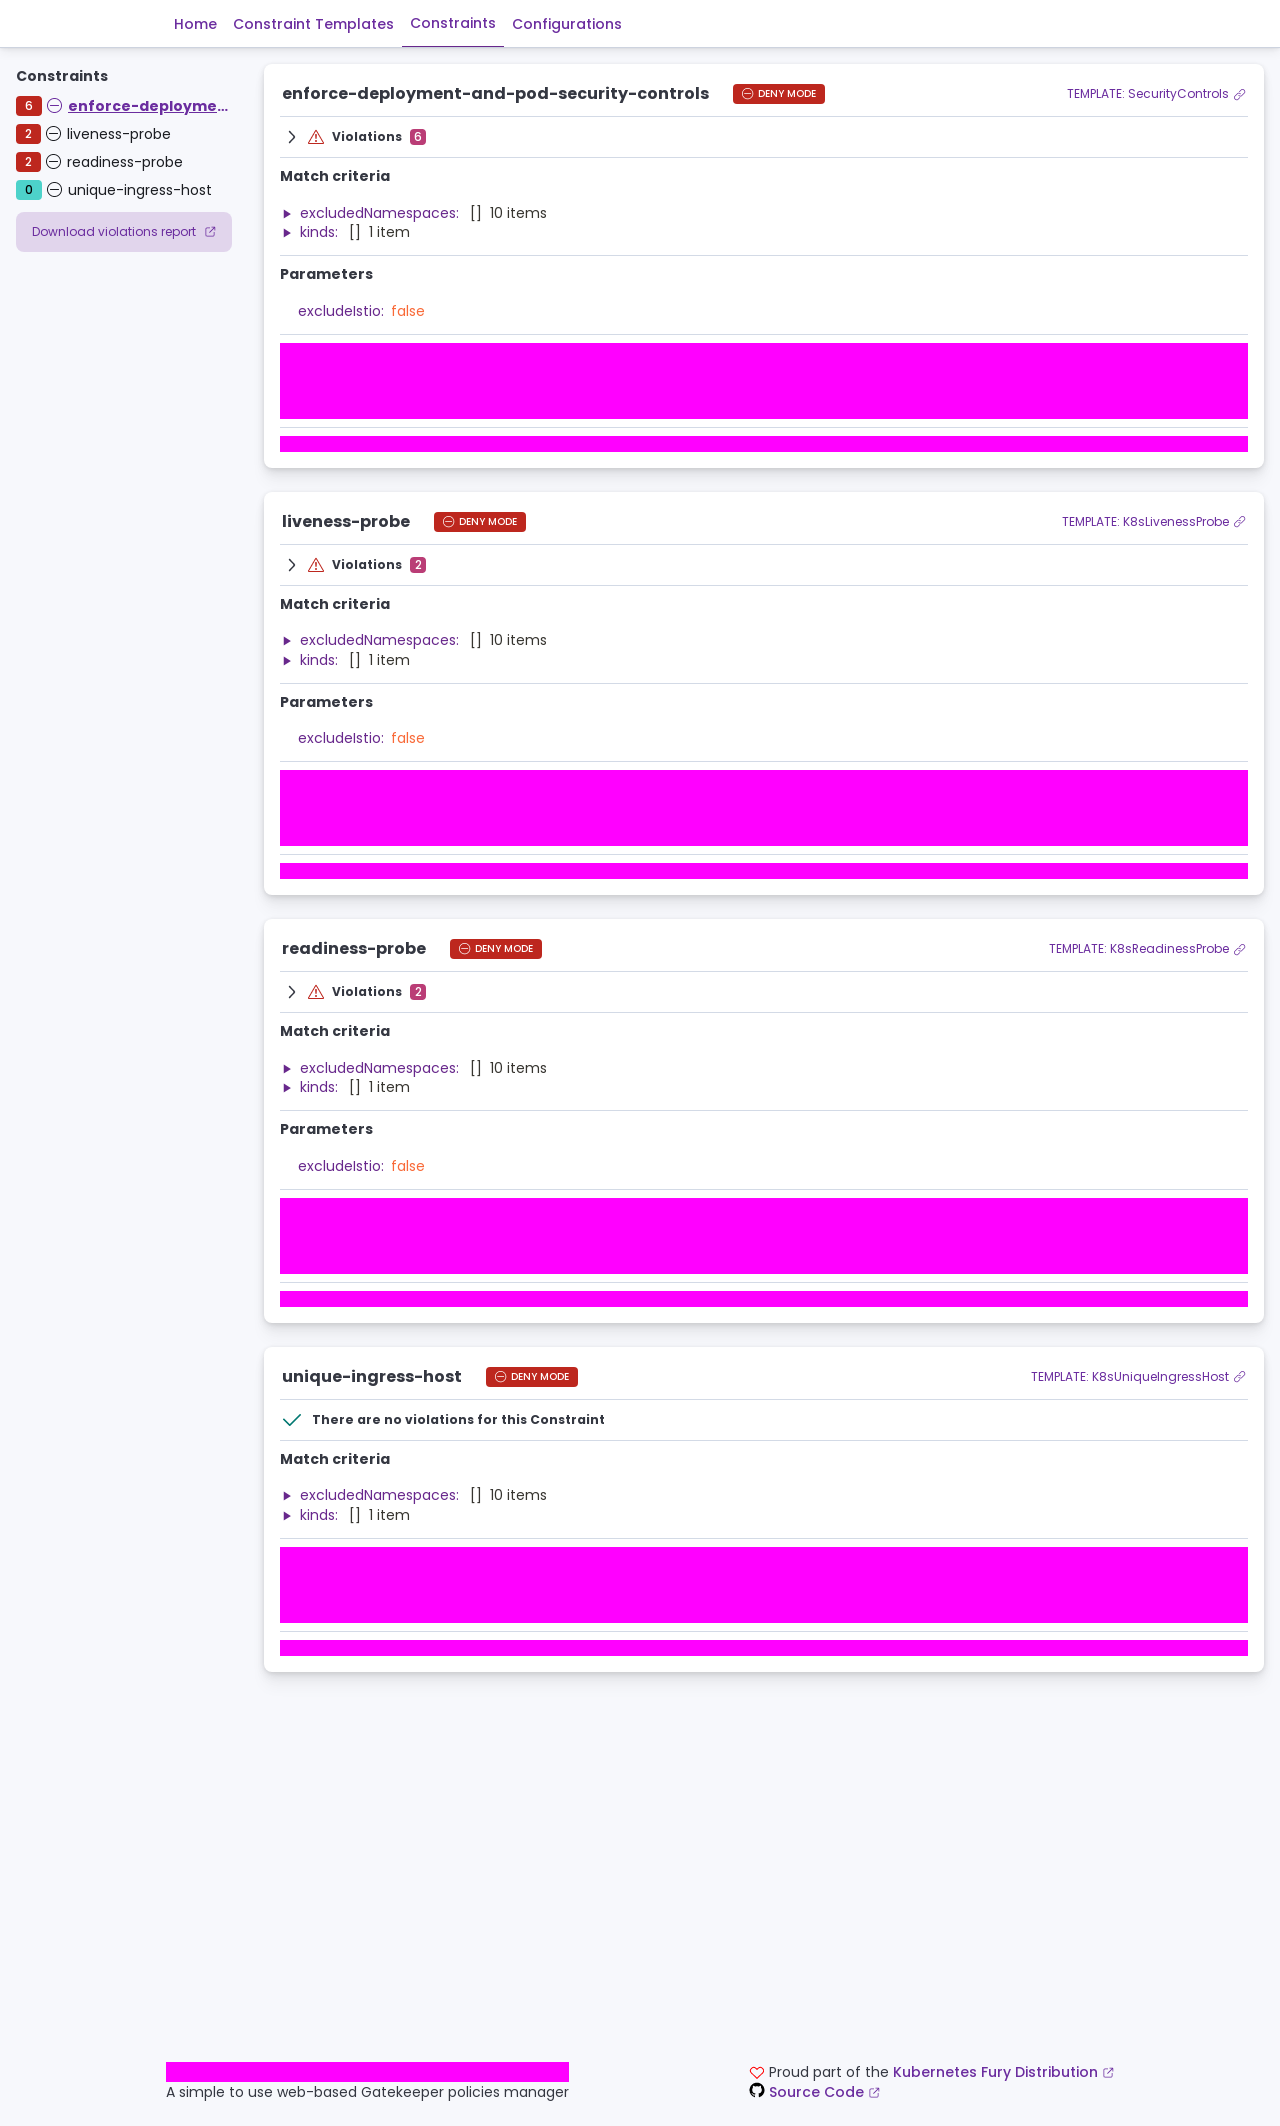 Home Constraint Templates Constraints Configurations
Constraints
6 enforce-deployme...
2 liveness-probe
2 readiness-probe
0 unique-ingress-host
Download violations report
enforce-deployment-and-pod-security-controls DENY MODE TEMPLATE: SecurityControls
Violations 6
Match criteria
excludedNamespaces: [] 10 items
kinds: [] 1 item
Parameters
excludeIstio: false
liveness-probe DENY MODE TEMPLATE: K8sLivenessProbe
Violations 2
Match criteria
excludedNamespaces: [] 10 items
kinds: [] 1 item
Parameters
excludeIstio: false
readiness-probe DENY MODE TEMPLATE: K8sReadinessProbe
Violations 2
Match criteria
excludedNamespaces: [] 10 items
kinds: [] 1 item
Parameters
excludeIstio: false
unique-ingress-host DENY MODE TEMPLATE: K8sUniqueIngressHost
There are no violations for this Constraint
Match criteria
excludedNamespaces: [] 10 items
kinds: [] 1 item
A simple to use web-based Gatekeeper policies manager
Proud part of the Kubernetes Fury Distribution
Source Code